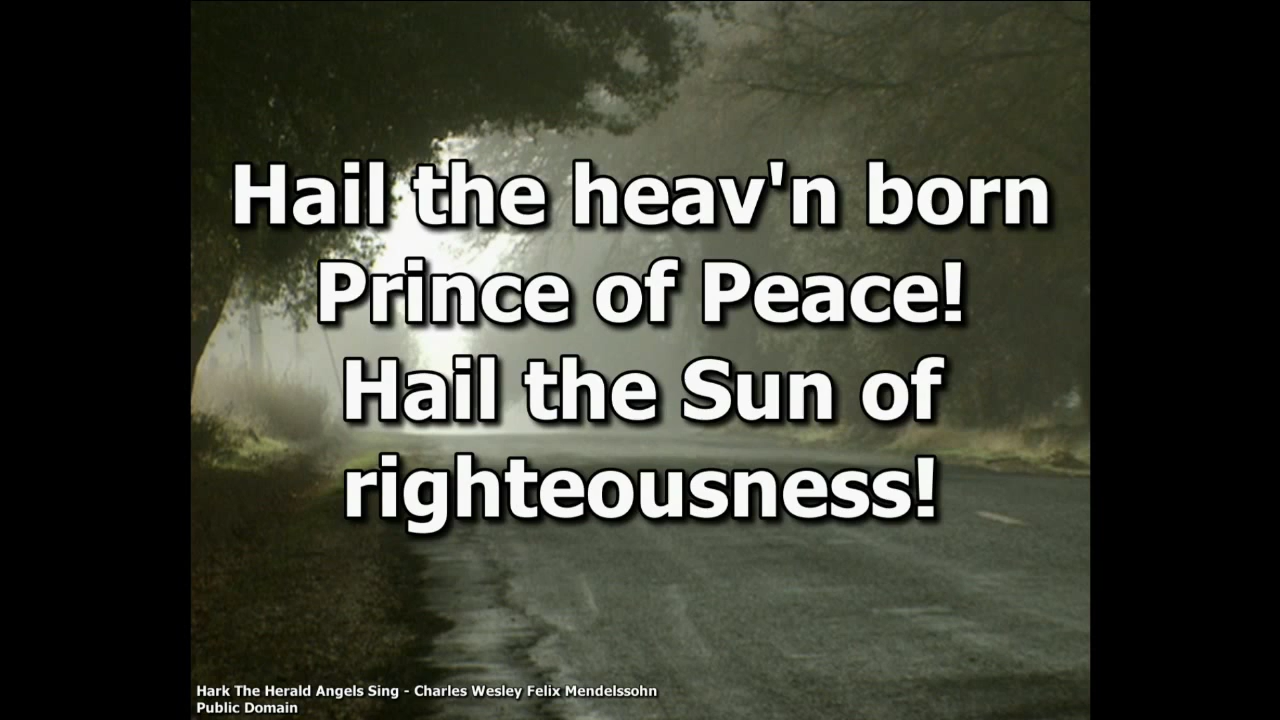 Hail the heav'n born
Prince of Peace!
Hail the Sun of
righteousness!
Hark The Herald Angels Sing - Charles Wesley Felix Mendelssohn
Public Domain